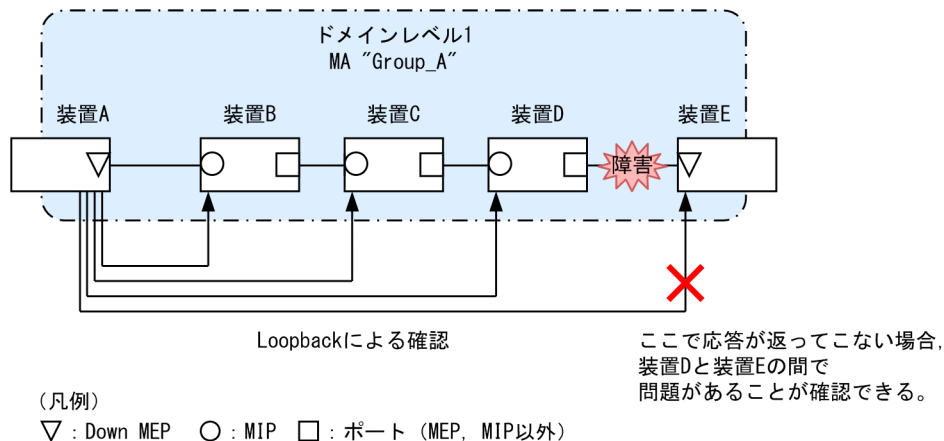 ドメインレベル1
MA "Group_A"
装置A
装置B
装置C
装置D
装置E
障害
Loopbackによる確認
ここで応答が返ってこない場合,
装置Dと装置Eの間で
問題があることが確認できる。
(凡例)
▽ : Down MEP ○ : MIP □ : ポート (MEP, MIP以外)